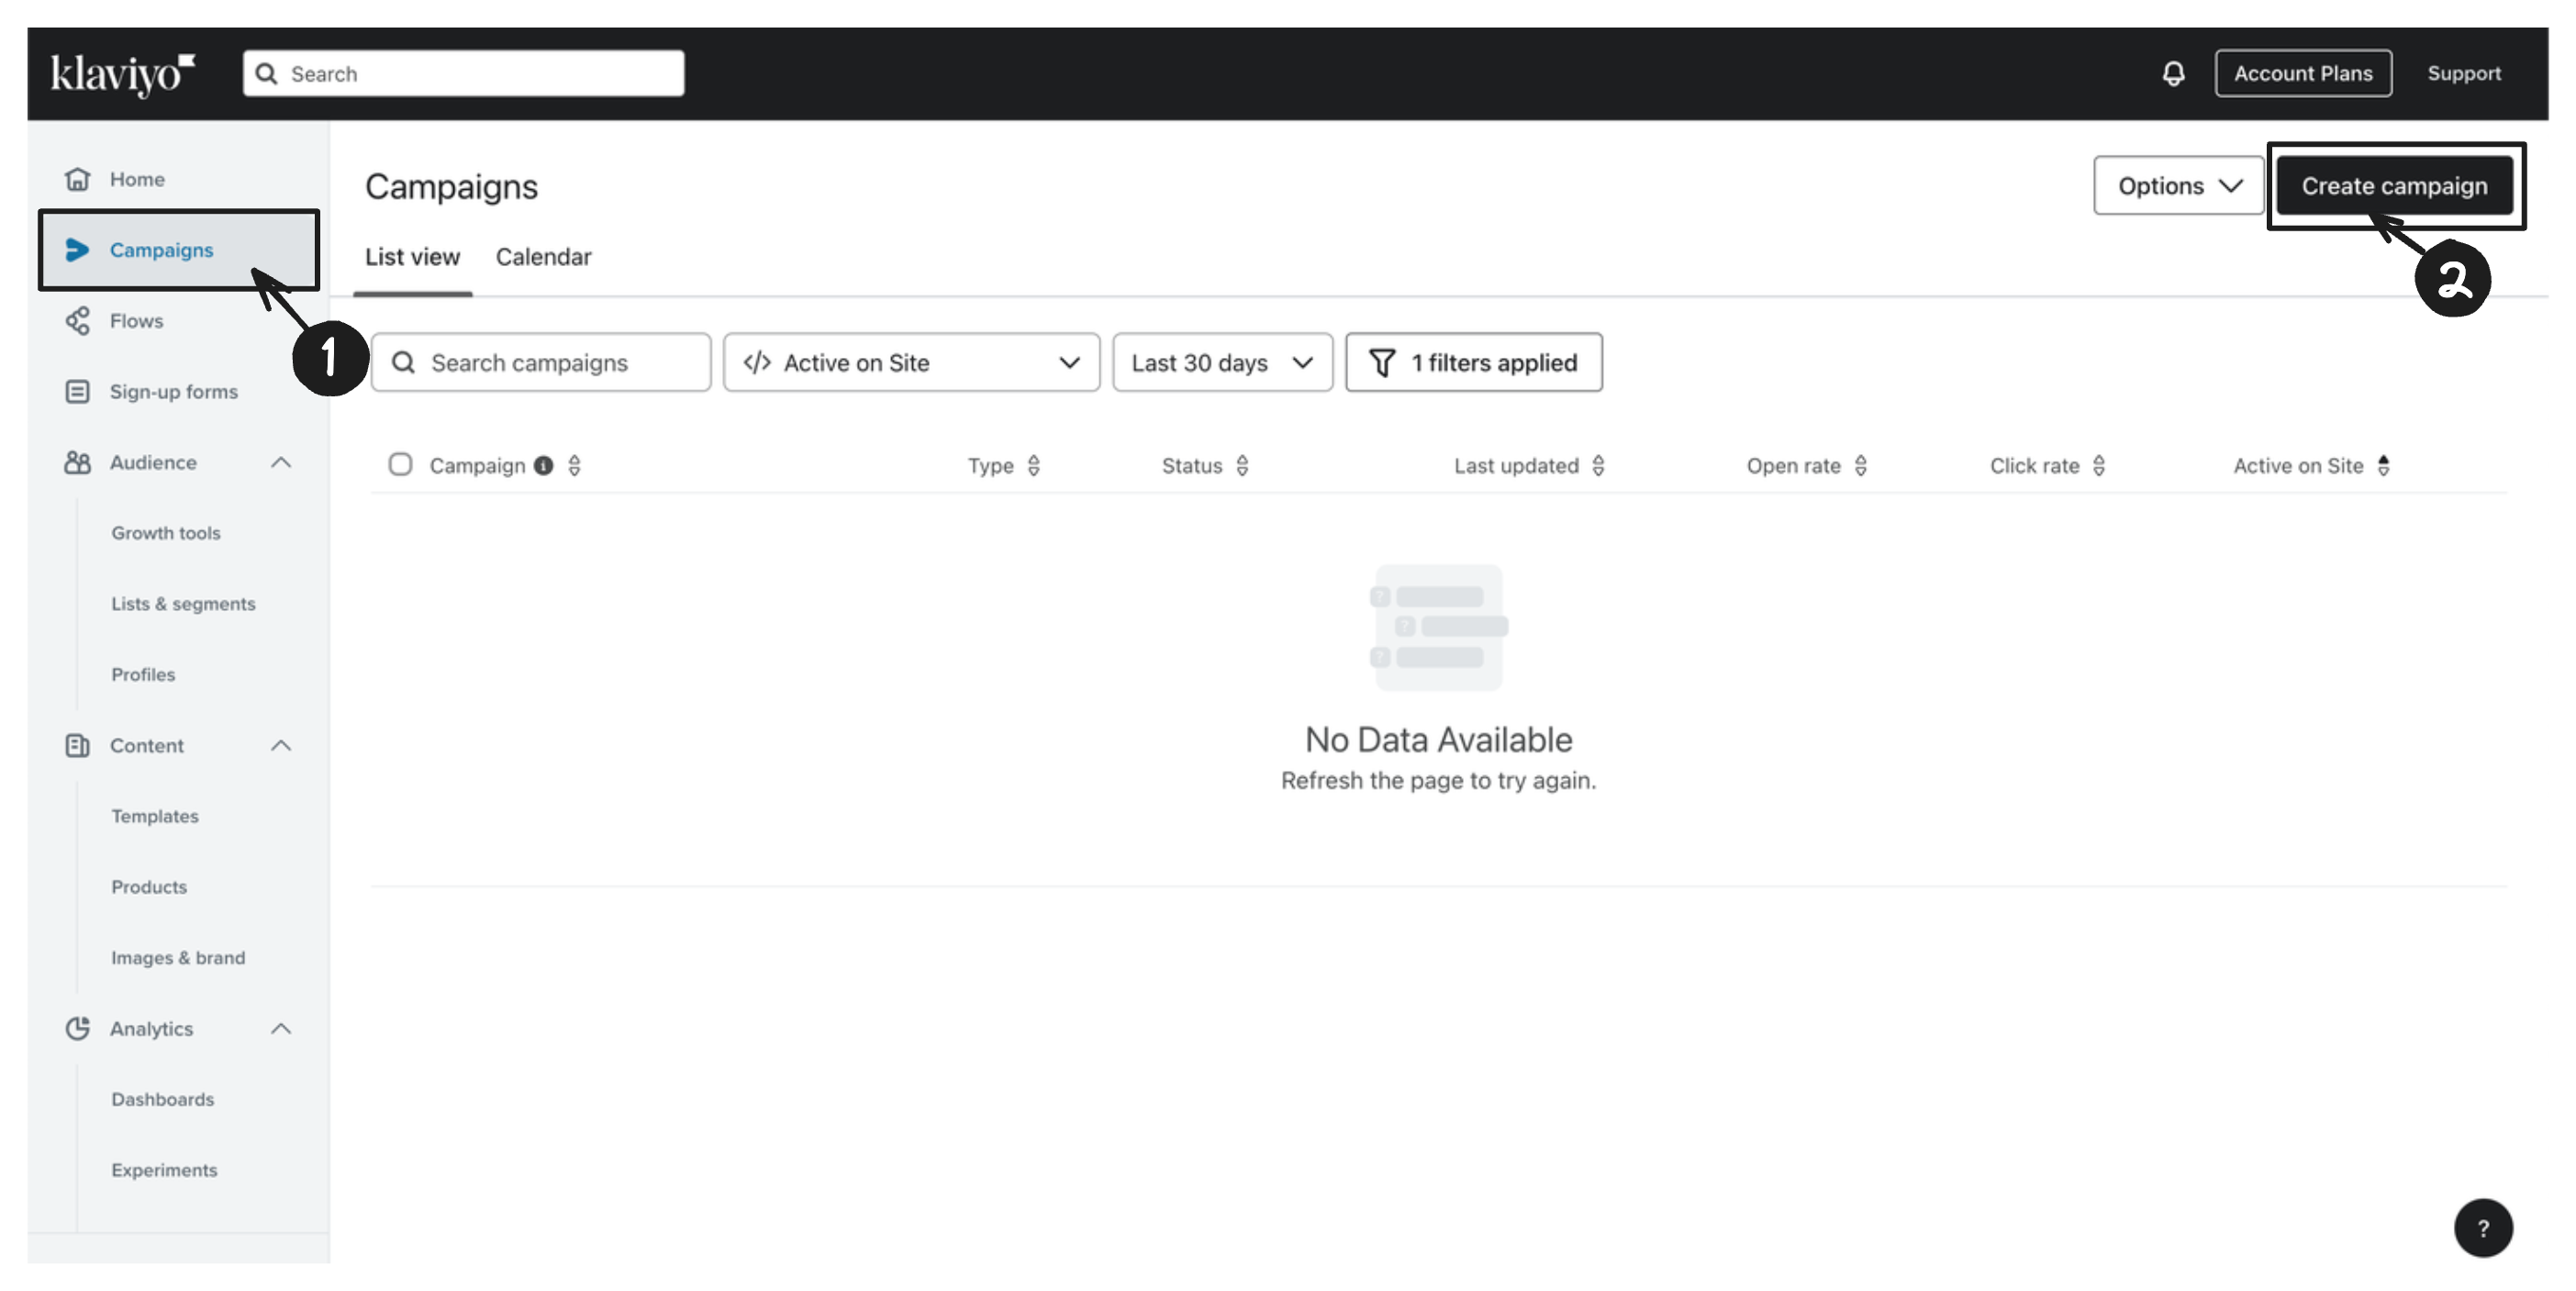 klaviyo
Search
Account Plans
Support
Home
Campaigns
Flows
Sign-up forms
Audience
Growth tools
Lists & segments
Profiles
Content
Templates
Products
Images & brand
Analytics
Dashboards
Experiments
1
Campaigns
Options
Create campaign
2
List view Calendar
Search campaigns
</> Active on Site
Last 30 days
1 filters applied
Campaign i Type Status Last updated Open rate Click rate Active on Site
?
?
?
No Data Available
Refresh the page to try again.
?